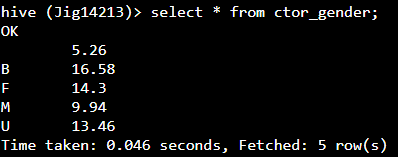 hive (Jig14213)> select * from ctor_gender;
OK
5.26
B 16.58
F 14.3
M 9.94
U 13.46
Time taken: 0.046 seconds, Fetched: 5 row(s)